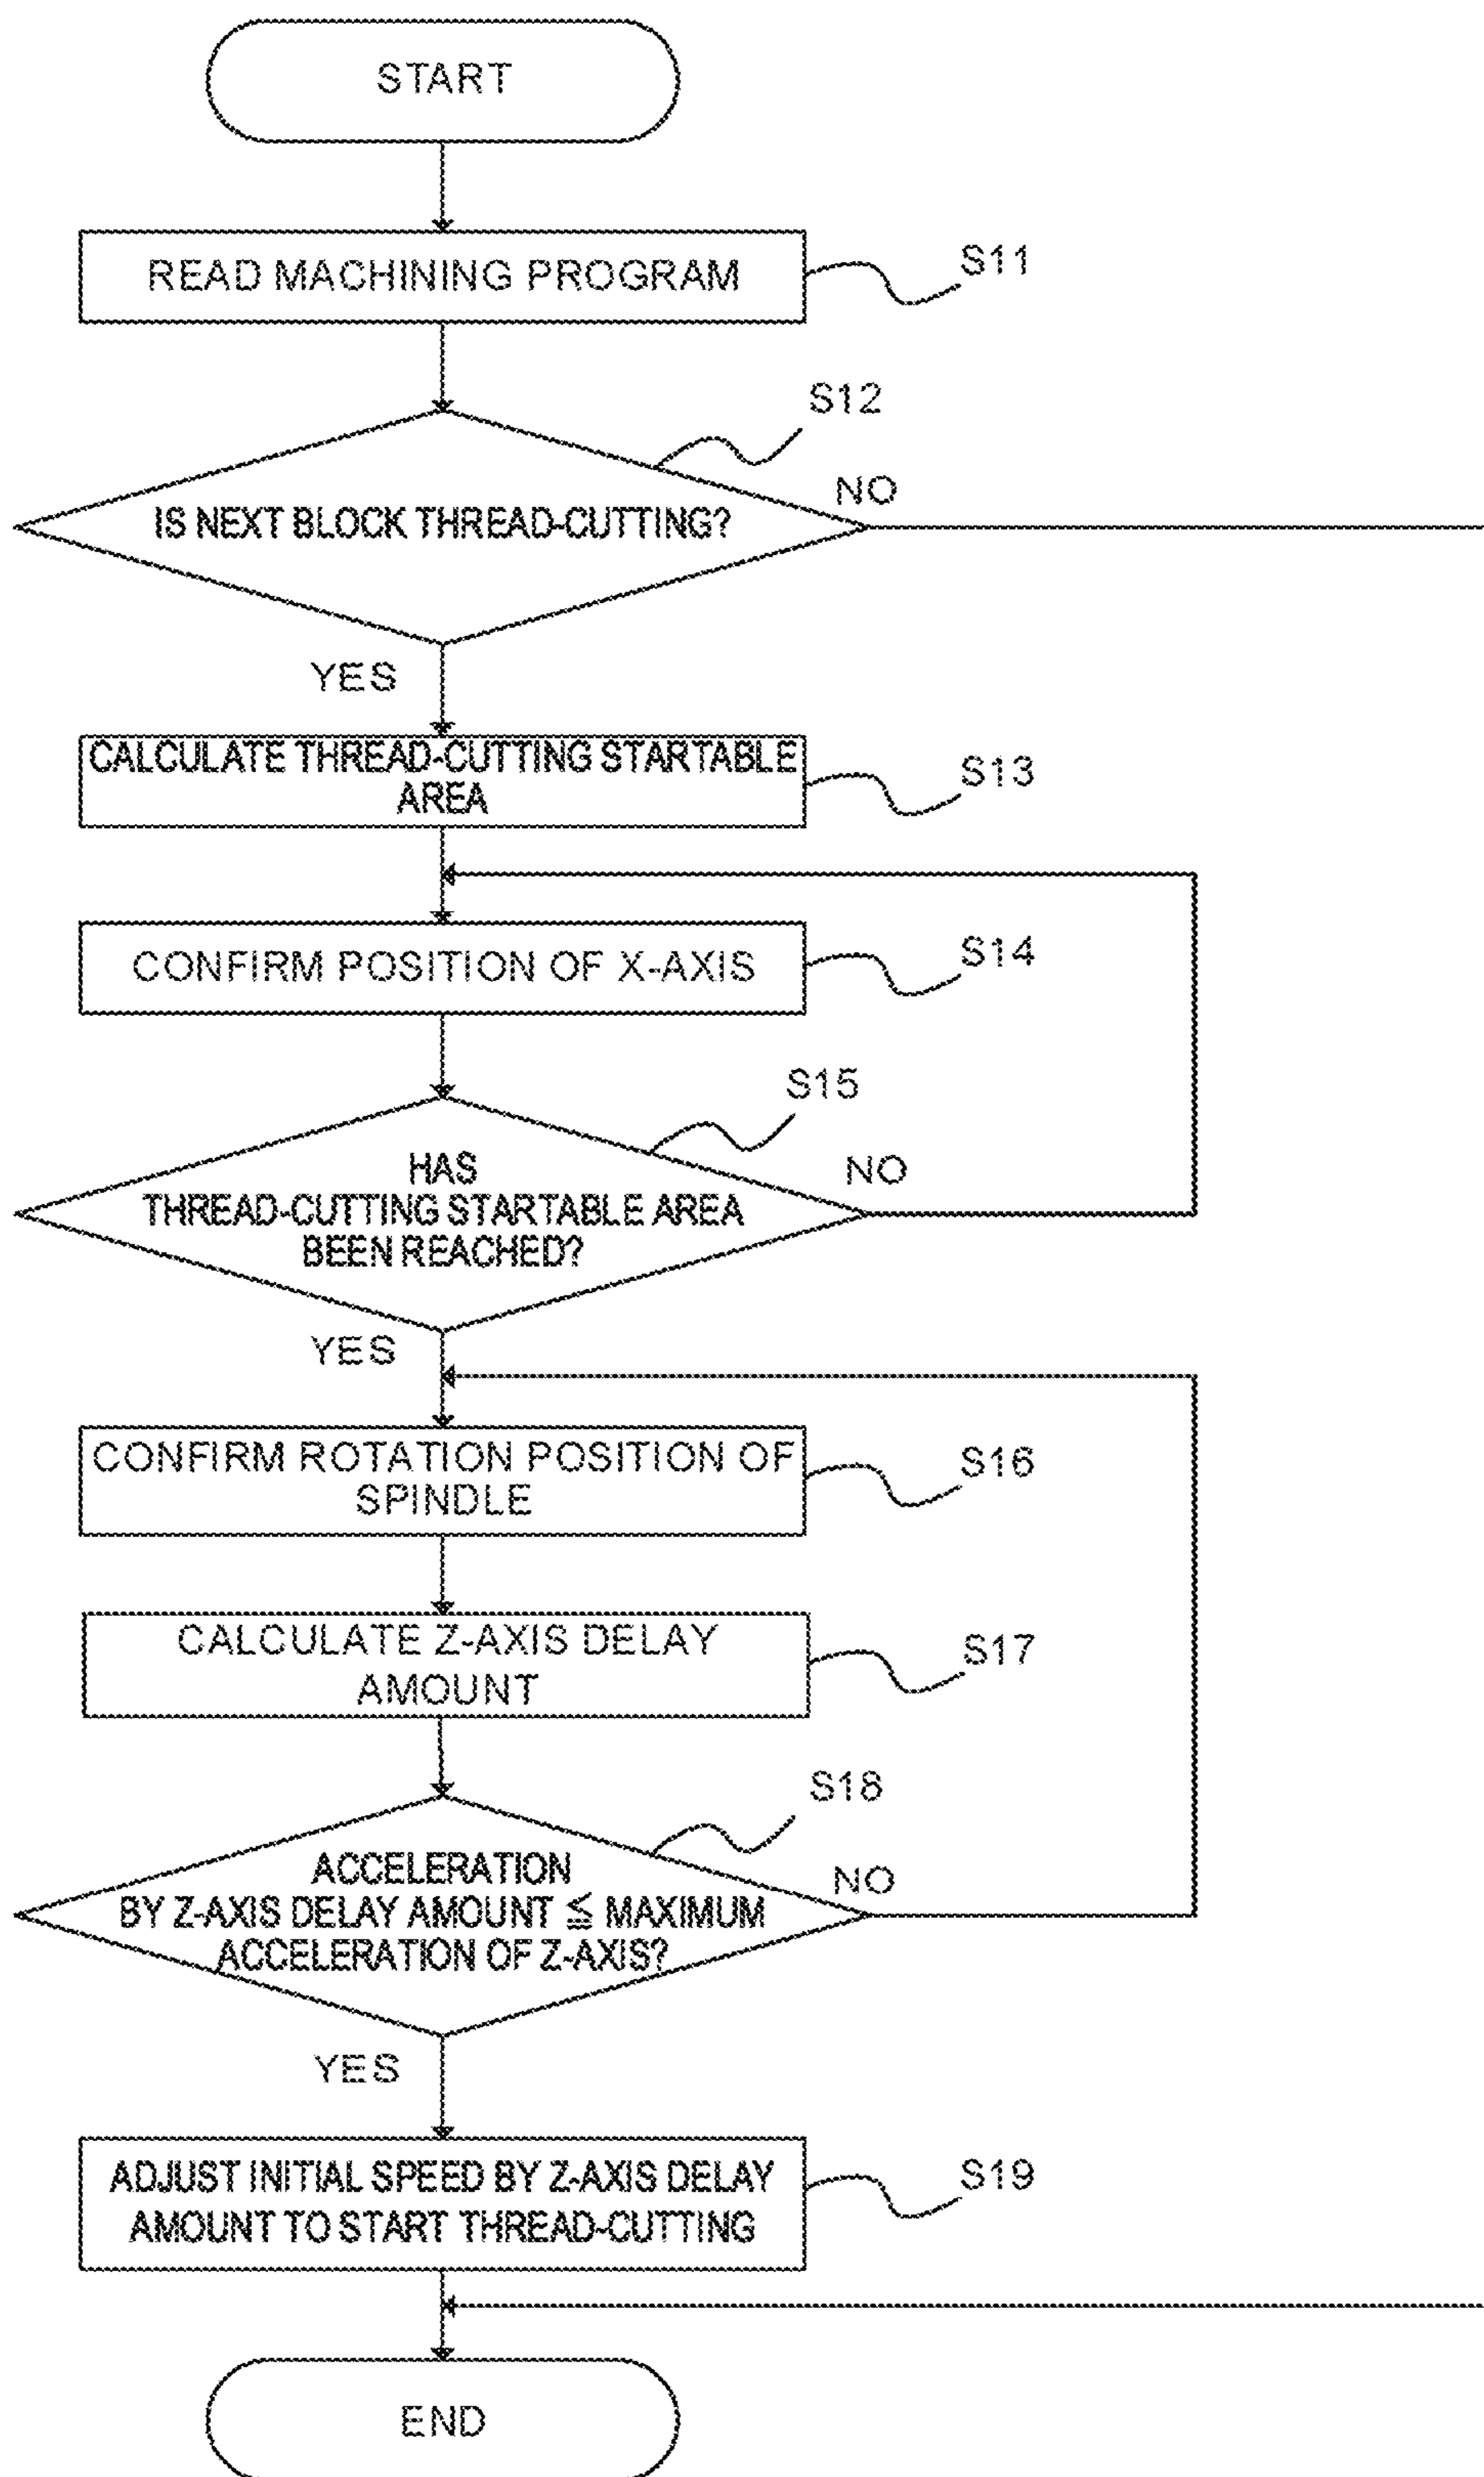 START
READ MACHINING PROGRAM
S11
S12
IS NEXT BLOCK THREAD-CUTTING?
NO
YES
CALCULATE THREAD-CUTTING STARTABLE
AREA
S13
CONFIRM POSITION OF X-AXIS
S14
S15
HAS
THREAD-CUTTING STARTABLE AREA
BEEN REACHED?
NO
YES
CONFIRM ROTATION POSITION OF
SPINDLE
S16
CALCULATE Z-AXIS DELAY
AMOUNT
S17
S18
ACCELERATION
BY Z-AXIS DELAY AMOUNT ≦ MAXIMUM
ACCELERATION OF Z-AXIS?
NO
YES
ADJUST INITIAL SPEED BY Z-AXIS DELAY
AMOUNT TO START THREAD-CUTTING
S19
END